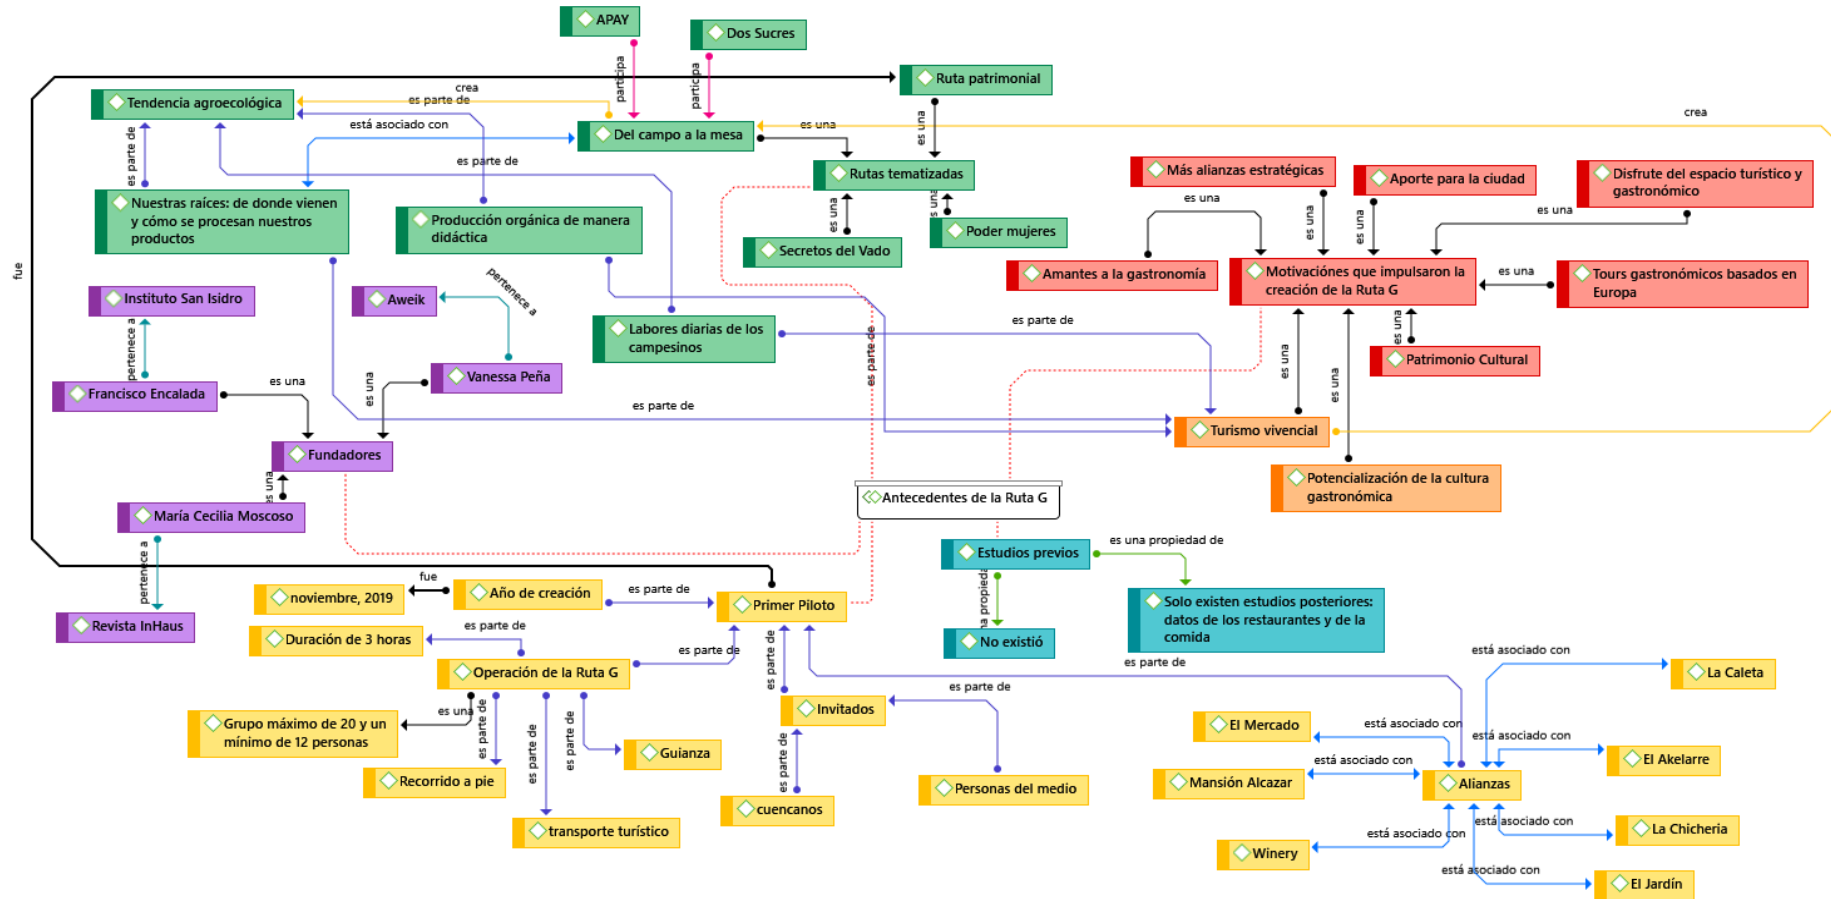 APAY
Dos Sucres
participa
participa
Ruta patrimonial
Tendencia agroecológica
crea
es parte de
está asociado con
Del campo a la mesa
es una
es una
crea
es parte de
es parte de
Rutas tematizadas
Más alianzas estratégicas
Aporte para la ciudad
Disfrute del espacio turístico y
gastronómico
Nuestras raíces: de donde vienen
y cómo se procesan nuestros
productos
Producción orgánica de manera
didáctica
es una
es una
Secretos del Vado
Poder mujeres
es una
es una
es una
es una
fue
Amantes a la gastronomía
Motivaciónes que impulsaron la
creación de la Ruta G
es una
Tours gastronómicos basados en
Europa
Instituto San Isidro
Aweik
pertenece a
pertenece a
Labores diarias de los
campesinos
es parte de
es parte de
es una
Patrimonio Cultural
es una
es una
Francisco Encalada
es una
es una
Vanessa Peña
es parte de
Turismo vivencial
Fundadores
es una
Potencialización de la cultura
gastronómica
Antecedentes de la Ruta G
María Cecilia Moscoso
pertenece a
Revista InHaus
Estudios previos
es una propiedad de
na propieda
No existió
Solo existen estudios posteriores:
datos de los restaurantes y de la
comida
noviembre, 2019
fue
Año de creación
es parte de
Primer Piloto
Duración de 3 horas
es parte de
es parte de
es parte de
es parte de
Operación de la Ruta G
es una
es parte de
es parte de
es parte de
Grupo máximo de 20 y un
mínimo de 12 personas
Recorrido a pie
transporte turístico
Guianza
Invitados
es parte de
es parte de
cuencanos
Personas del medio
está asociado con
La Caleta
El Mercado
está asociado con
está asociado con
El Akelarre
Mansión Alcazar
está asociado con
Alianzas
está asociado con
está asociado con
La Chicheria
Winery
está asociado con
El Jardín